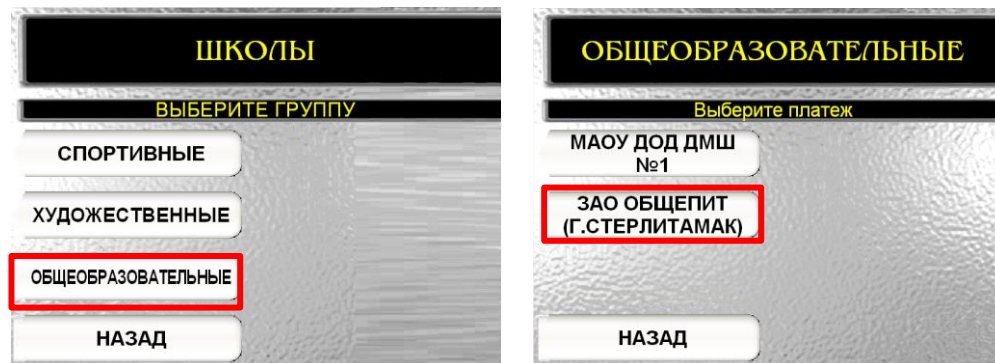 ШКОЛЫ
ВЫБЕРИТЕ ГРУППУ
СПОРТИВНЫЕ
ХУДОЖЕСТВЕННЫЕ
ОБЩЕОБРАЗОВАТЕЛЬНЫЕ
НАЗАД
ОБЩЕОБРАЗОВАТЕЛЬНЫЕ
Выберите платеж
МАОУ ДОД ДМШ
№1
ЗАО ОБЩЕПИТ
(Г.СТЕРЛИТАМАК)
НАЗАД